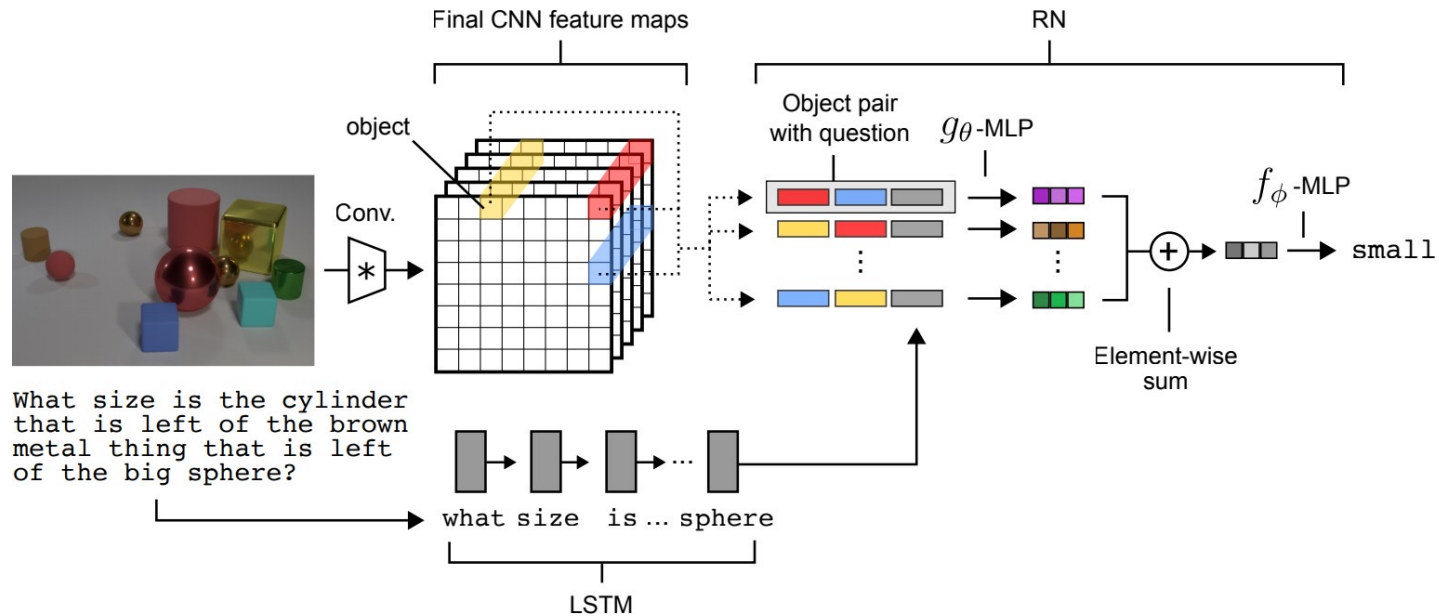 Final CNN feature maps
RN
object
Conv.
*
Object pair
with question
gθ-MLP
fϕ-MLP
...
+
small
Element-wise
sum
What size is the cylinder
that is left of the brown
metal thing that is left
of the big sphere?
...
what size is ... sphere
LSTM